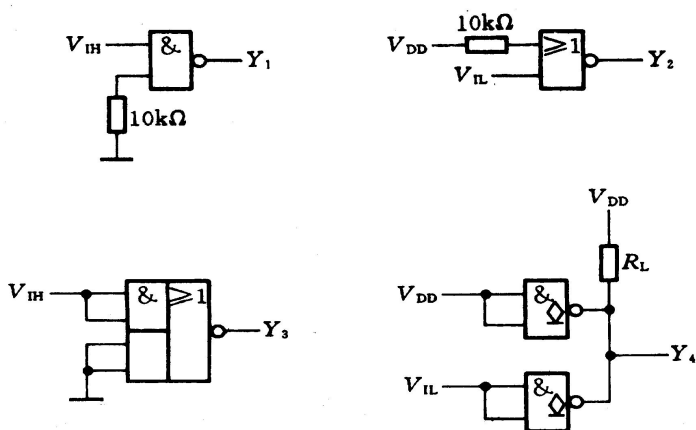 V_IH & Y_1
10kΩ
10kΩ
V_DD ≥1
V_IL Y_2
V_IH & ≥1 Y_3
V_DD
R_L
V_DD &
Y_4
V_IL &